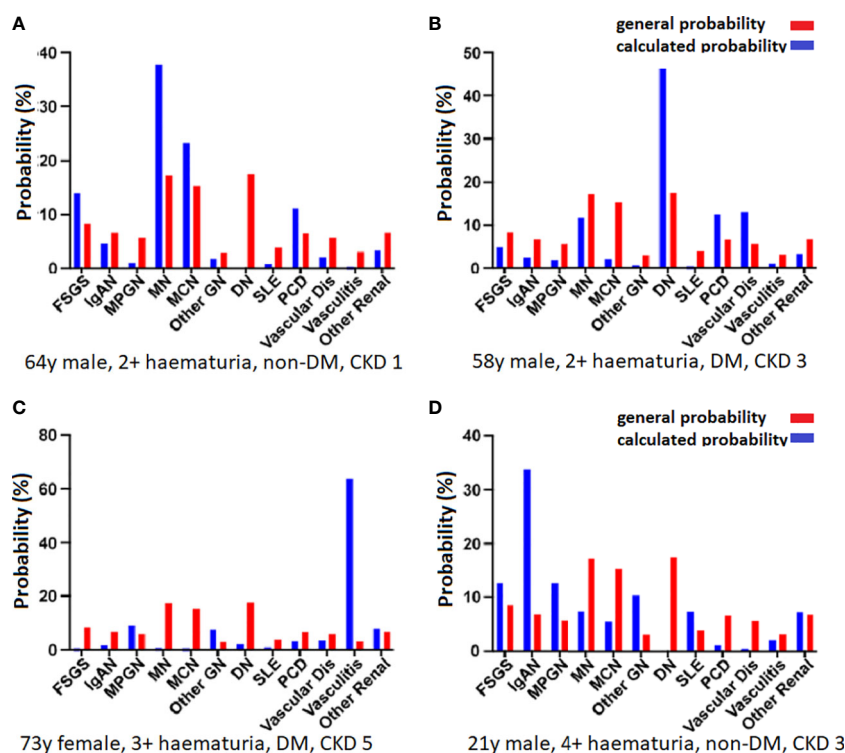 A
Probability (%)
40
30
20
10
0
FSGS
IgAN
MPGN
MN
MCN
Other GN
DN
SLE
PCD
Vascular Dis
Vasculitis
Other Renal
64y male, 2+ haematuria, non-DM, CKD 1
B
general probability
calculated probability
Probability (%)
50
40
30
20
10
0
FSGS
IgAN
MPGN
MN
MCN
Other GN
DN
SLE
PCD
Vascular Dis
Vasculitis
Other Renal
58y male, 2+ haematuria, DM, CKD 3
C
Probability (%)
80
60
40
20
0
FSGS
IgAN
MPGN
MN
MCN
Other GN
DN
SLE
PCD
Vascular Dis
Vasculitis
Other Renal
73y female, 3+ haematuria, DM, CKD 5
D
general probability
calculated probability
Probability (%)
40
30
20
10
0
FSGS
IgAN
MPGN
MN
MCN
Other GN
DN
SLE
PCD
Vascular Dis
Vasculitis
Other Renal
21y male, 4+ haematuria, non-DM, CKD 3